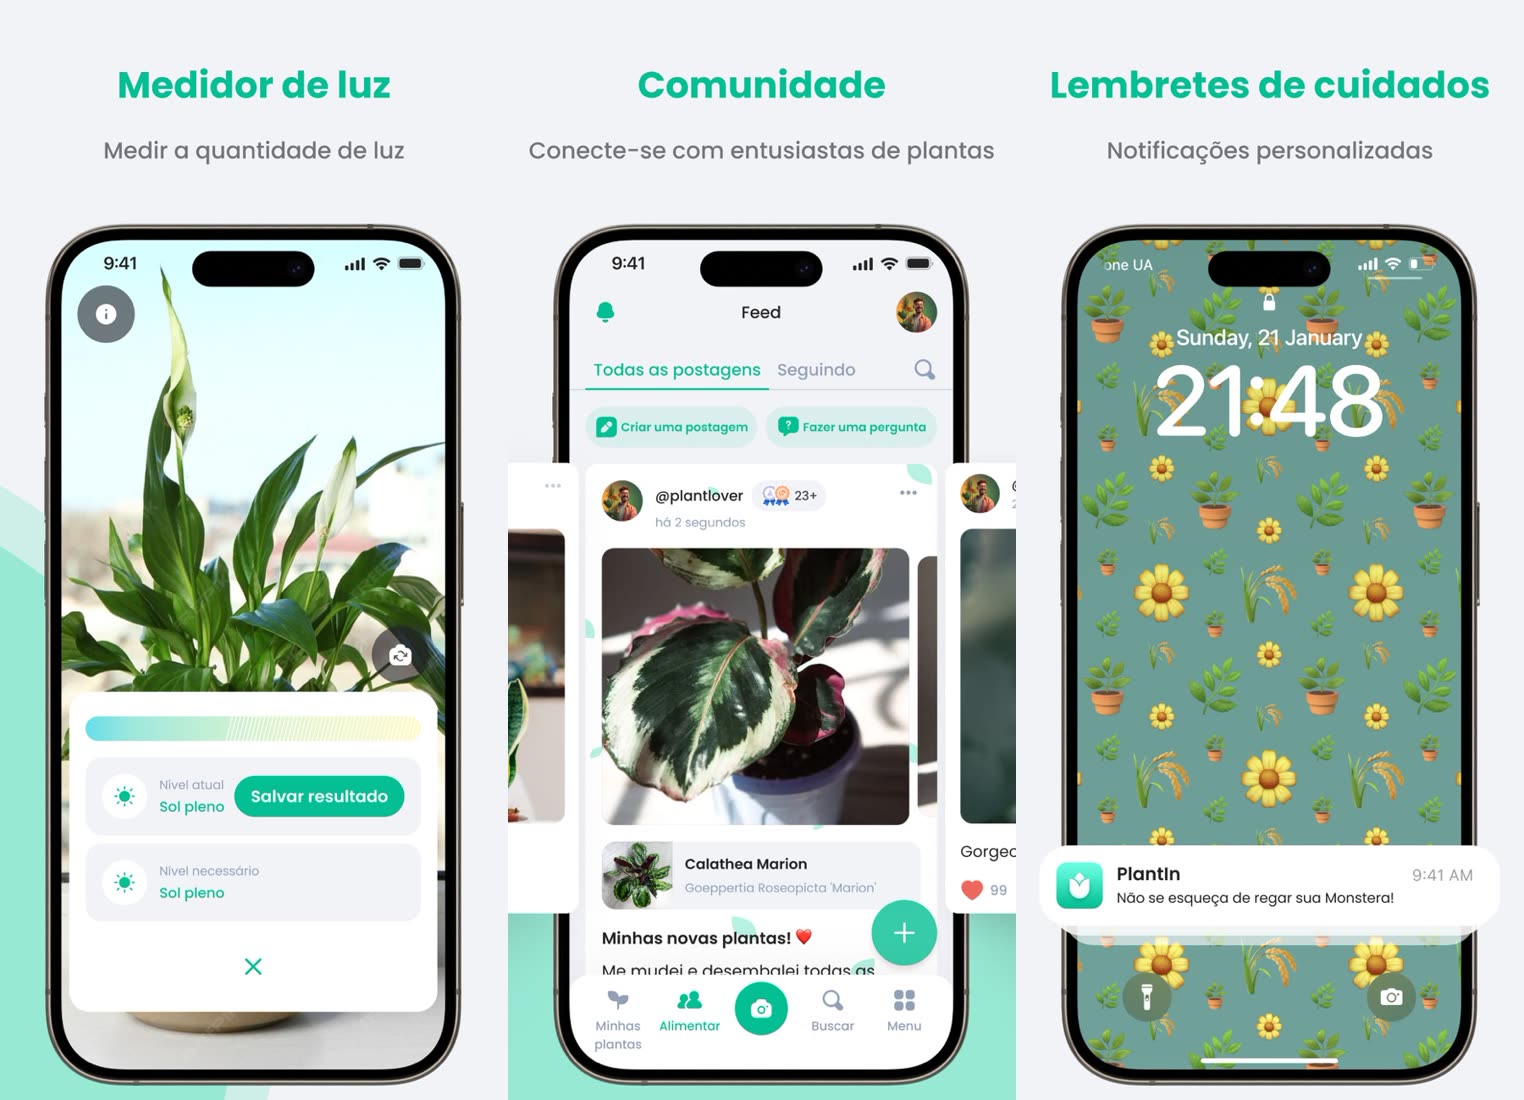 Medidor de luz
Medir a quantidade de luz
9:41
Nível atual
Sol pleno
Salvar resultado
Nível necessário
Sol pleno
Comunidade
Conecte-se com entusiastas de plantas
9:41
Feed
Todas as postagens
Seguindo
Criar uma postagem
Fazer uma pergunta
@plantlover
23+
há 2 segundos
Calathea Marion
Goeppertia Roseopicta 'Marion'
Minhas novas plantas! ❤️
Me mudei e desembalei todas as
Gorgeo
99
Minhas
plantas
Alimentar
Buscar
Menu
Lembretes de cuidados
Notificações personalizadas
one UA
Sunday, 21 January
21:48
PlantIn
9:41 AM
Não se esqueça de regar sua Monstera!